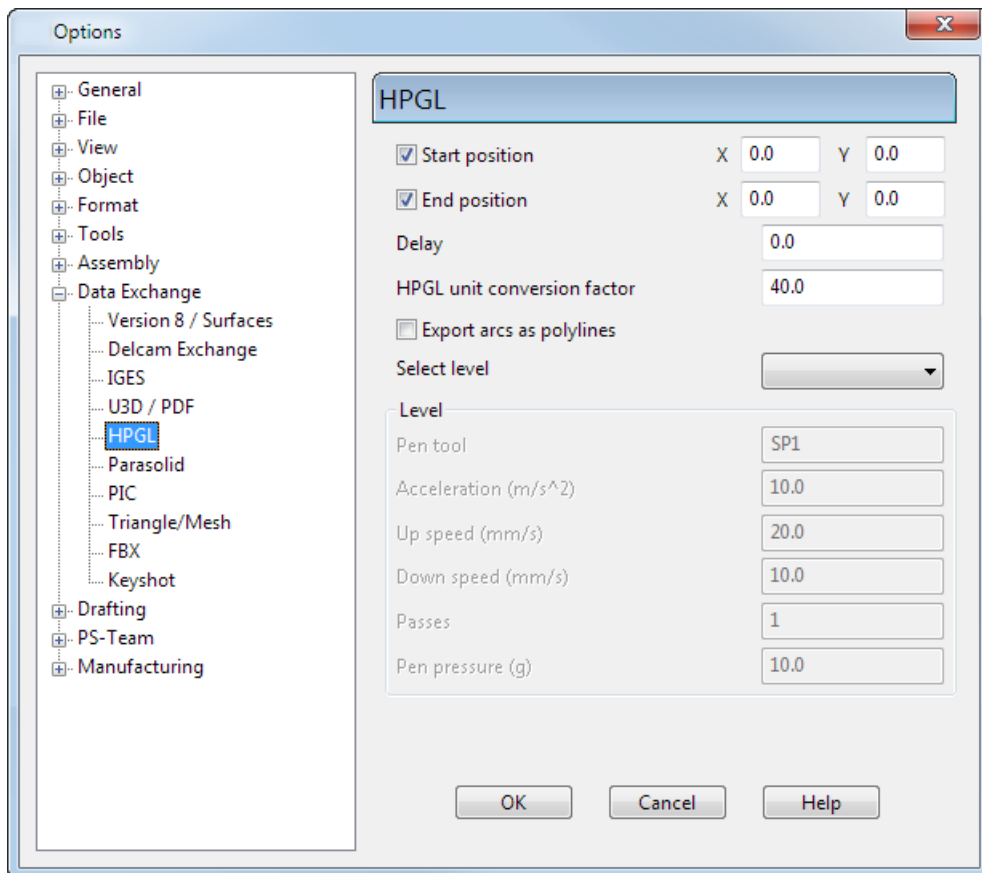 Options
General
File
View
Object
Format
Tools
Assembly
Data Exchange
Version 8 / Surfaces
Delcam Exchange
IGES
U3D / PDF
HPGL
Parasolid
PIC
Triangle/Mesh
FBX
Keyshot
Drafting
PS-Team
Manufacturing
HPGL
Start position X 0.0 Y 0.0
End position X 0.0 Y 0.0
Delay 0.0
HPGL unit conversion factor 40.0
Export arcs as polylines
Select level
Level
Pen tool SP1
Acceleration (m/s^2) 10.0
Up speed (mm/s) 20.0
Down speed (mm/s) 10.0
Passes 1
Pen pressure (g) 10.0
OK Cancel Help